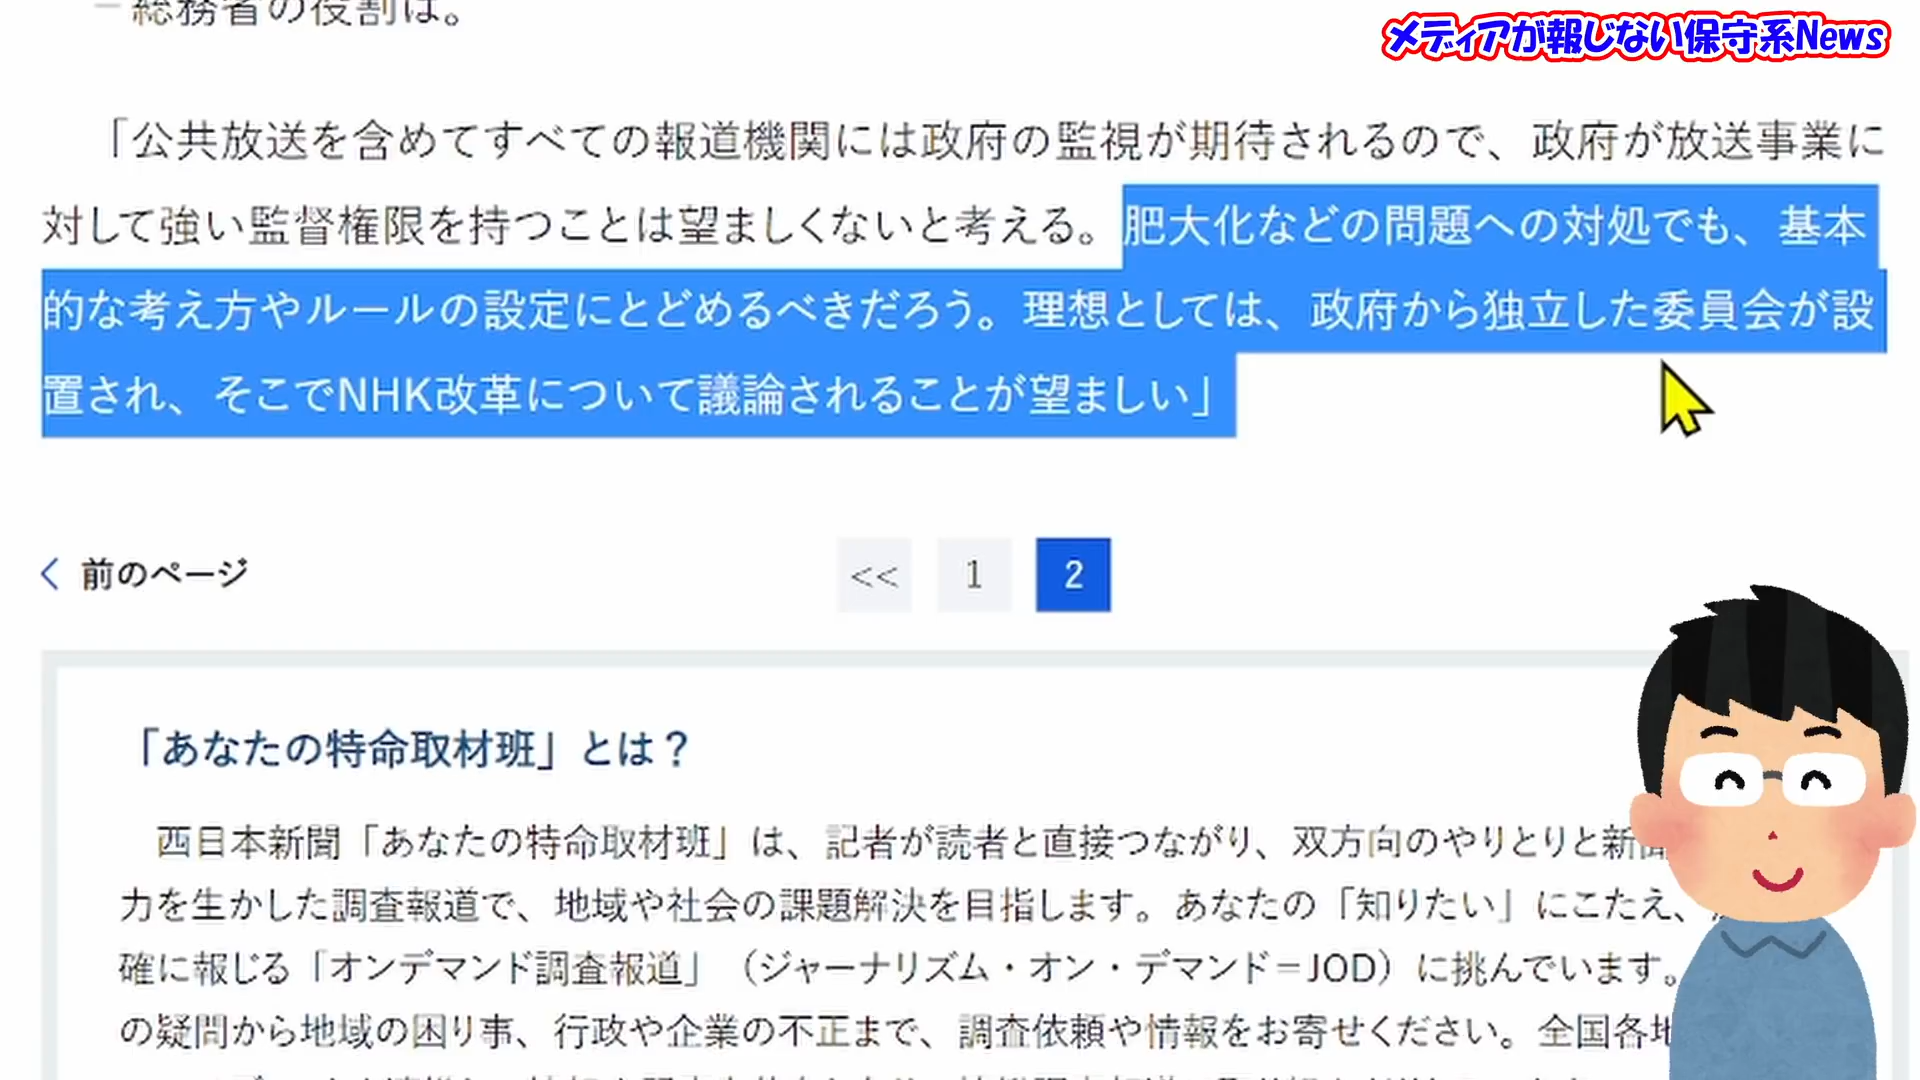 －総務省の役割は。
メディアが報じない保守系News
「公共放送を含めてすべての報道機関には政府の監視が期待されるので、政府が放送事業に
対して強い監督権限を持つことは望ましくないと考える。肥大化などの問題への対処でも、基本
的な考え方やルールの設定にとどめるべきだろう。理想としては、政府から独立した委員会が設
置され、そこでNHK改革について議論されることが望ましい」
前のページ
<< 1 2
「あなたの特命取材班」とは？
西日本新聞「あなたの特命取材班」は、記者が読者と直接つながり、双方向のやりとりと新聞
力を生かした調査報道で、地域や社会の課題解決を目指します。あなたの「知りたい」にこたえ、
確に報じる「オンデマンド調査報道」（ジャーナリズム・オン・デマンド＝JOD）に挑んでいます。
の疑問から地域の困り事、行政や企業の不正まで、調査依頼や情報をお寄せください。全国各地